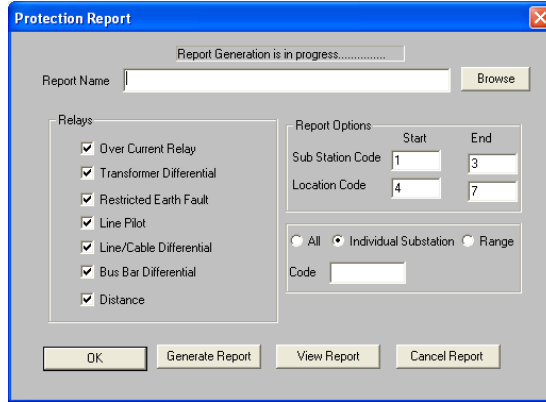 Protection Report
Report Generation is in progress..............
Report Name
Browse
Relays
Over Current Relay
Transformer Differential
Restricted Earth Fault
Line Pilot
Line/Cable Differential
Bus Bar Differential
Distance
Report Options
Start End
Sub Station Code 1 3
Location Code 4 7
All Individual Substation Range
Code
OK Generate Report View Report Cancel Report